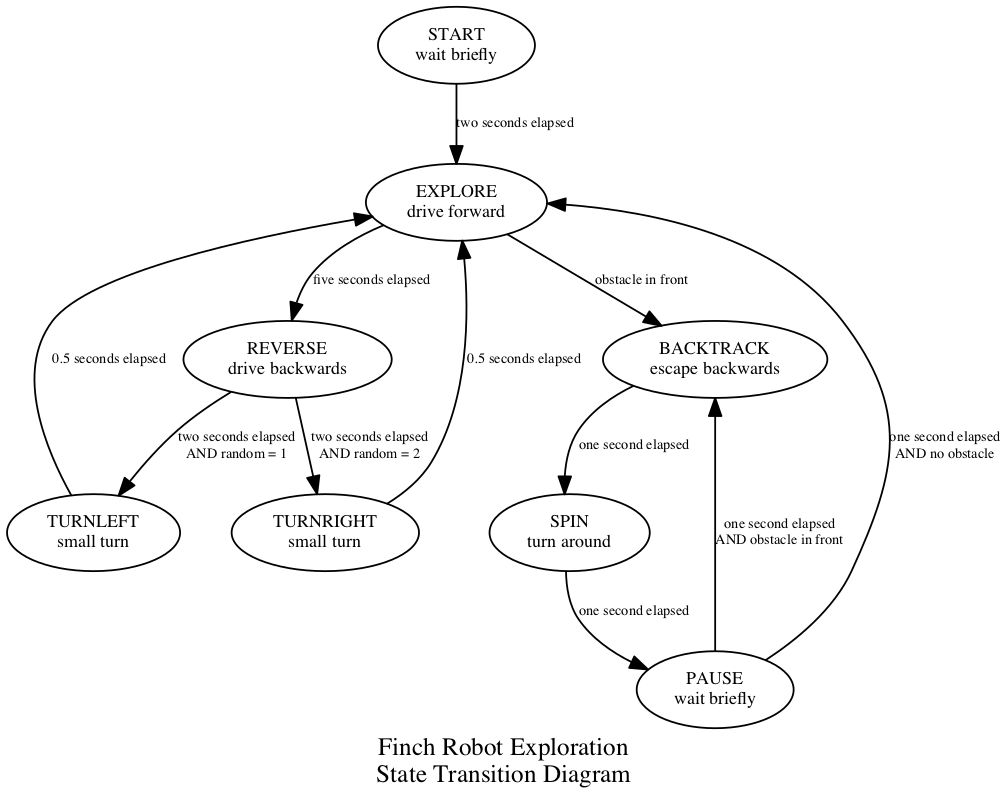 START
wait briefly
two seconds elapsed
EXPLORE
drive forward
five seconds elapsed
obstacle in front
0.5 seconds elapsed
REVERSE
drive backwards
0.5 seconds elapsed
BACKTRACK
escape backwards
two seconds elapsed
AND random = 1
two seconds elapsed
AND random = 2
one second elapsed
one second elapsed
AND no obstacle
TURNLEFT
small turn
TURNRIGHT
small turn
SPIN
turn around
one second elapsed
AND obstacle in front
one second elapsed
PAUSE
wait briefly
Finch Robot Exploration
State Transition Diagram